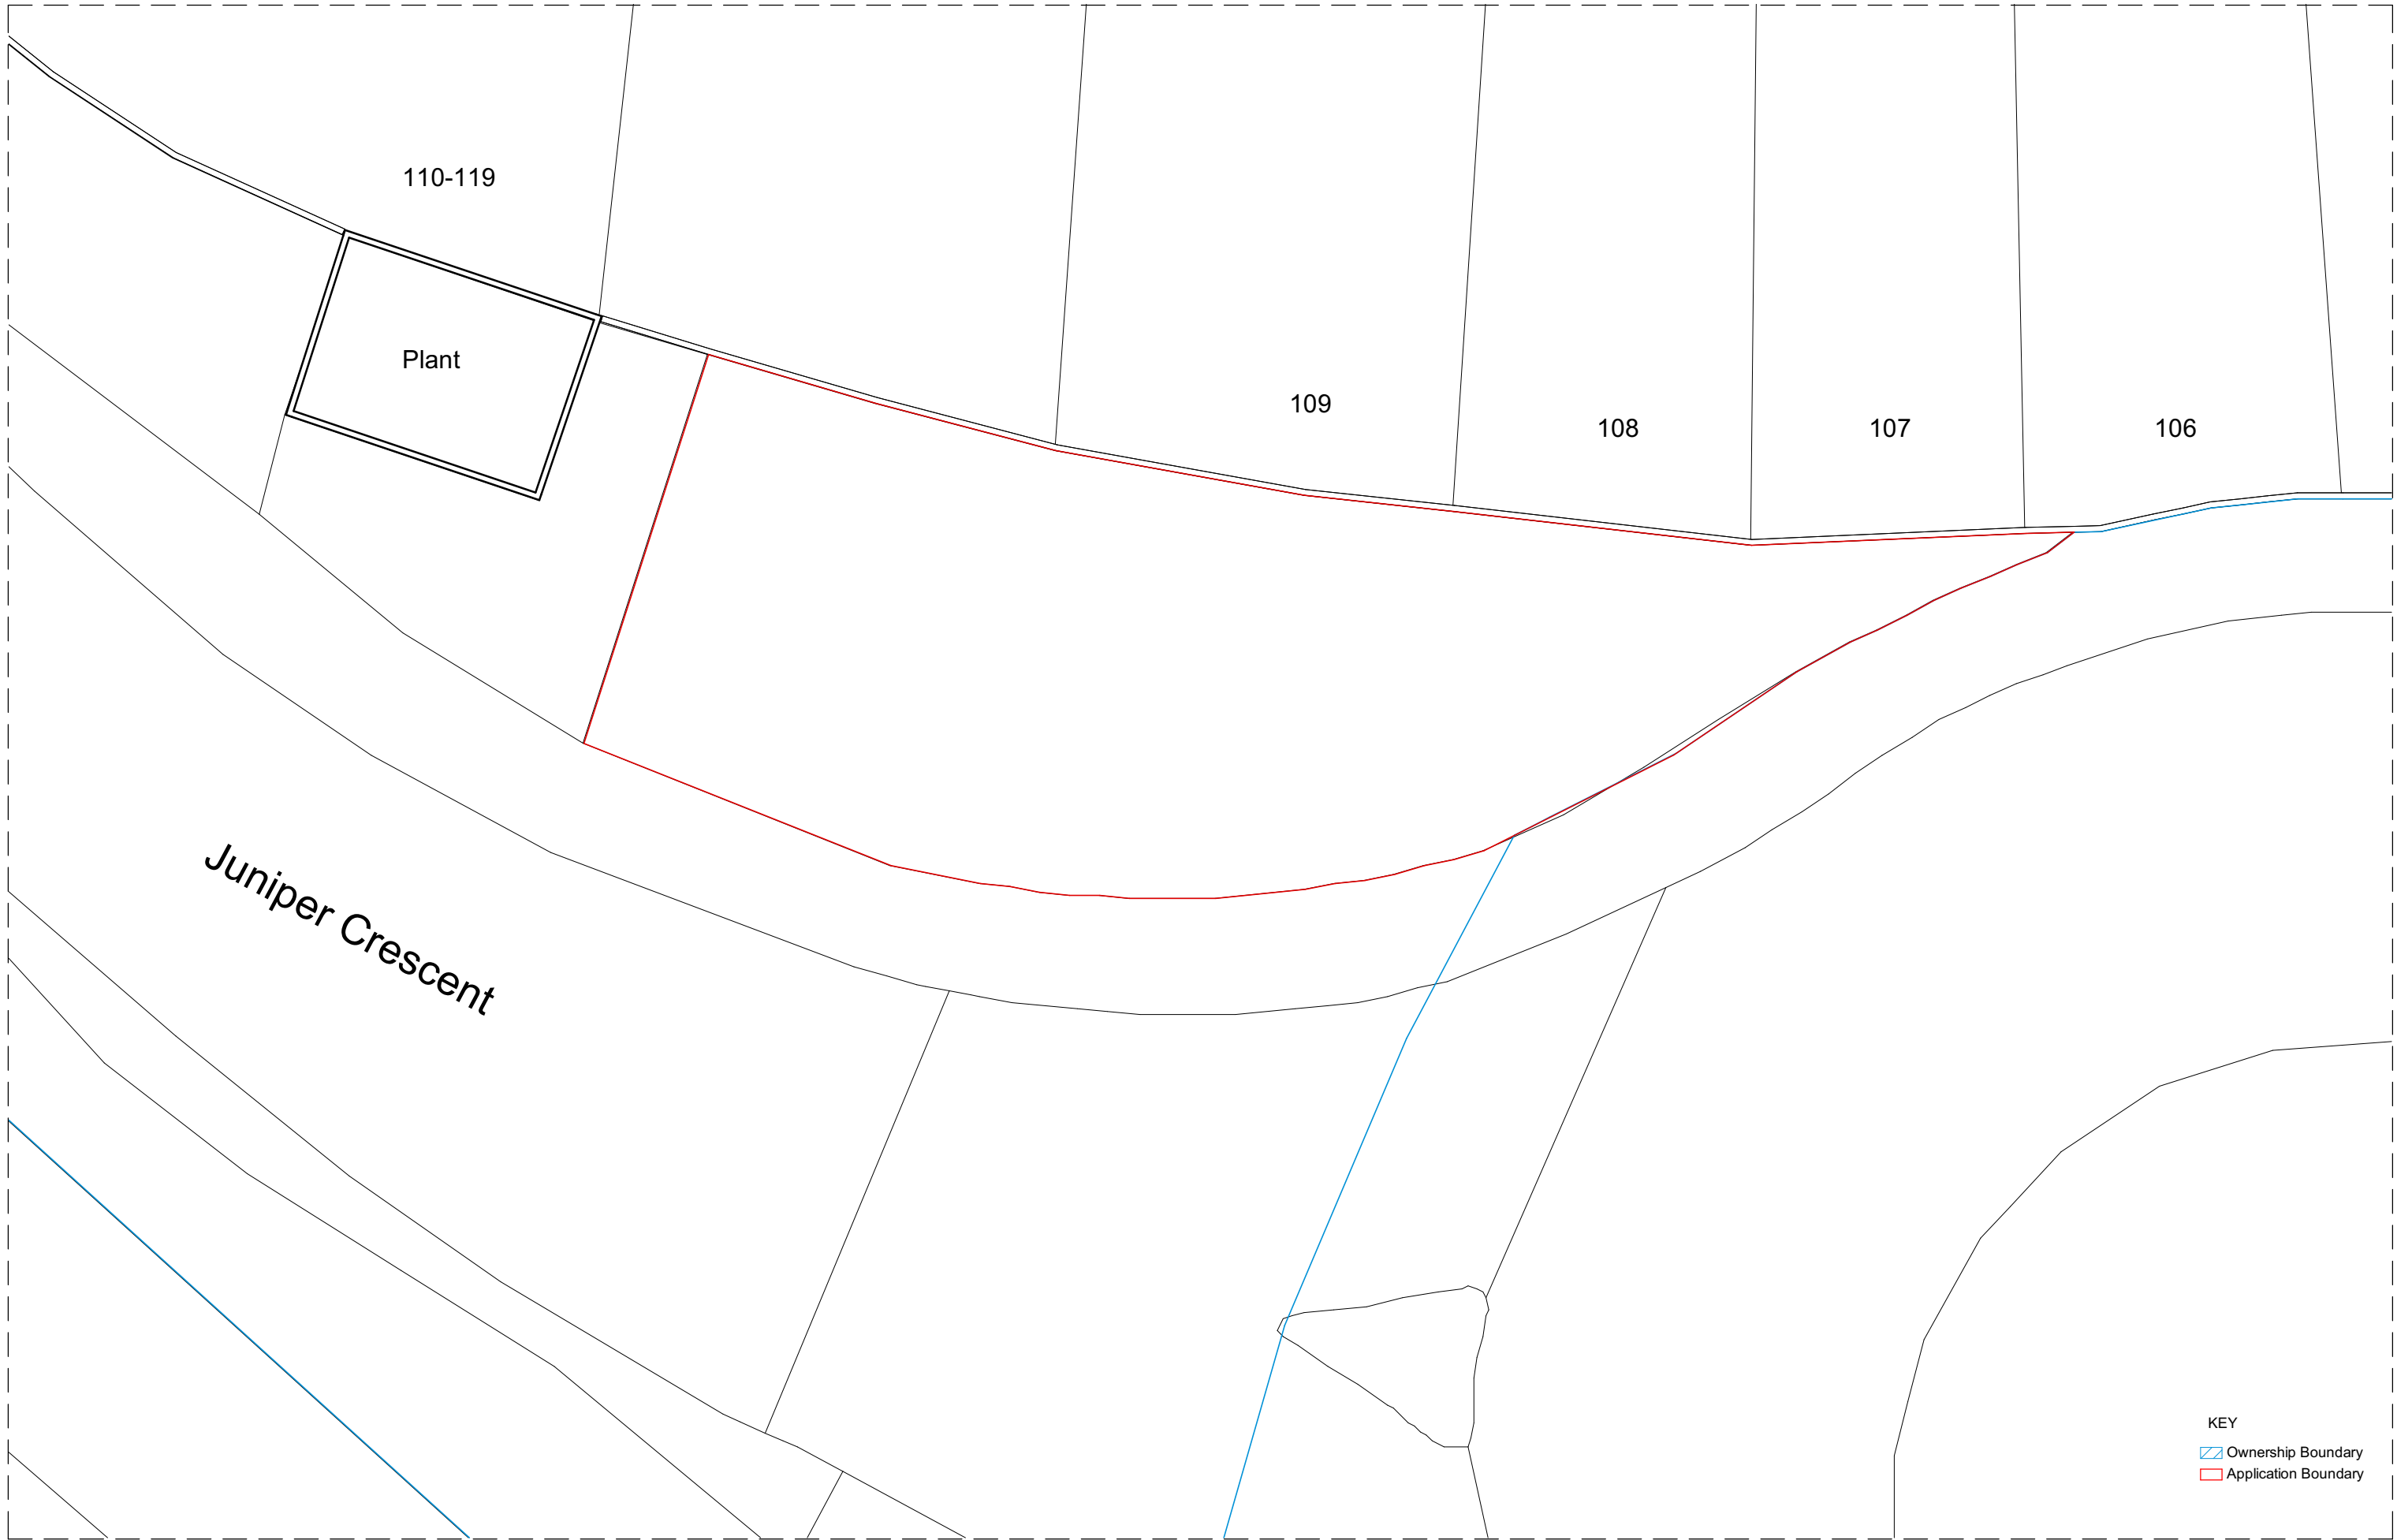 110-119
Plant
109
108
107
106
Juniper Crescent
KEY
Ownership Boundary
Application Boundary